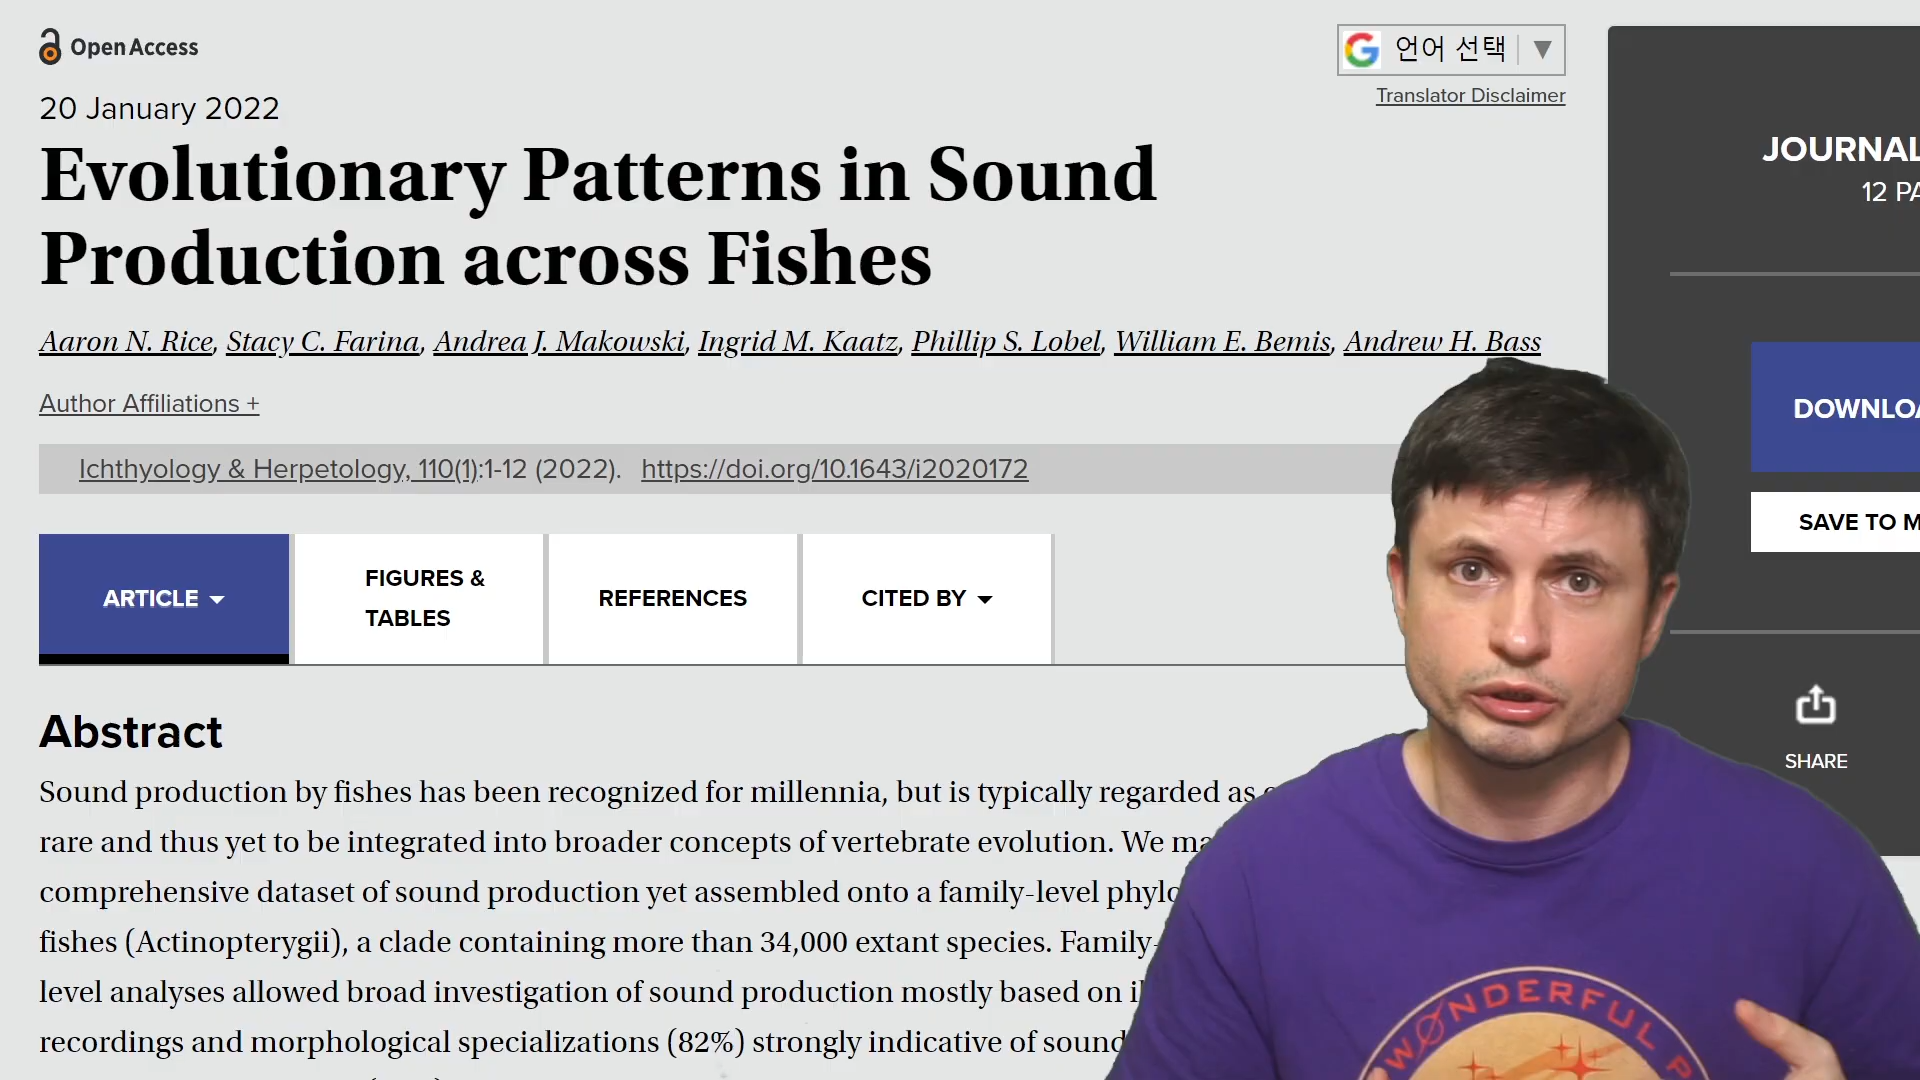 Open Access
언어 선택
Translator Disclaimer
20 January 2022
Evolutionary Patterns in Sound
Production across Fishes
Aaron N. Rice, Stacy C. Farina, Andrea J. Makowski, Ingrid M. Kaatz, Phillip S. Lobel, William E. Bemis, Andrew H. Bass
Author Affiliations +
Ichthyology & Herpetology, 110(1):1-12 (2022). https://doi.org/10.1643/i2020172
ARTICLE
FIGURES &
TABLES
REFERENCES
CITED BY
Abstract
Sound production by fishes has been recognized for millennia, but is typically regarded as
rare and thus yet to be integrated into broader concepts of vertebrate evolution. We
comprehensive dataset of sound production yet assembled onto a family-level
fishes (Actinopterygii), a clade containing more than 34,000 extant species. Family-
level analyses allowed broad investigation of sound production mostly based on
recordings and morphological specializations (82%) strongly indicative of sound
JOURNAL
12
SAVE TO
SHARE
WONDERFUL